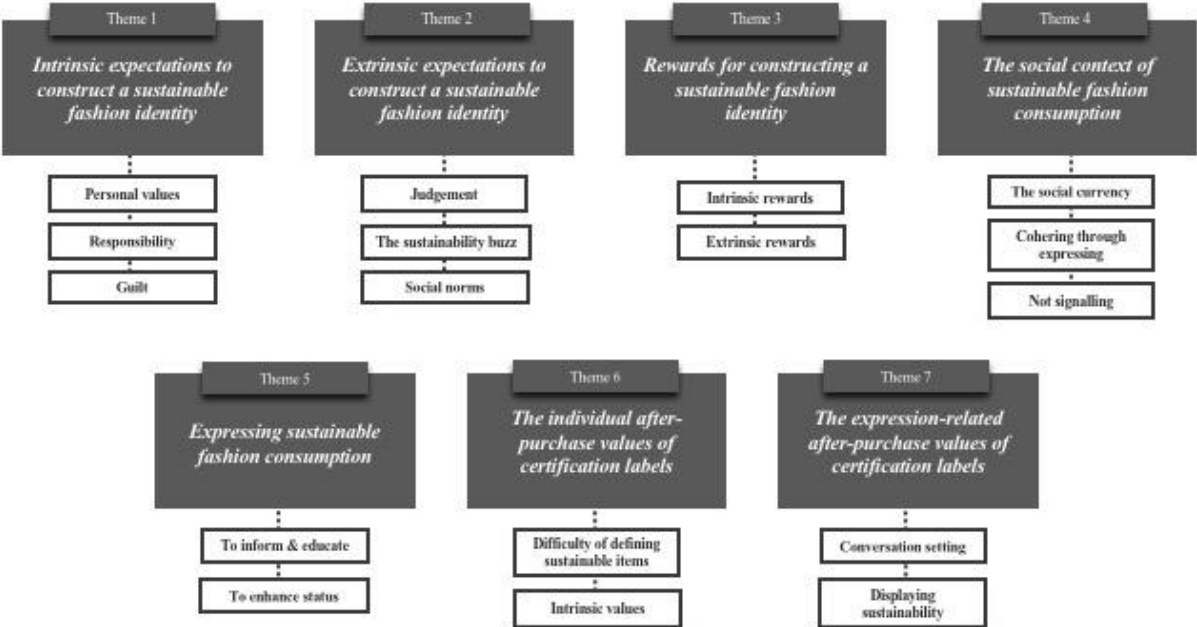 Theme 1
Intrinsic expectations to
construct a sustainable
fashion identity
Personal values
Responsibility
Guilt
Theme 2
Extrinsic expectations to
construct a sustainable
fashion identity
Judgement
The sustainability buzz
Social norms
Theme 3
Rewards for constructing a
sustainable fashion
identity
Intrinsic rewards
Extrinsic rewards
Theme 4
The social context of
sustainable fashion
consumption
The social currency
Cohering through
expressing
Not signalling
Theme 5
Expressing sustainable
fashion consumption
To inform & educate
To enhance status
Theme 6
The individual after-
purchase values of
certification labels
Difficulty of defining
sustainable items
Intrinsic values
Theme 7
The expression-related
after-purchase values of
certification labels
Conversation setting
Displaying
sustainability